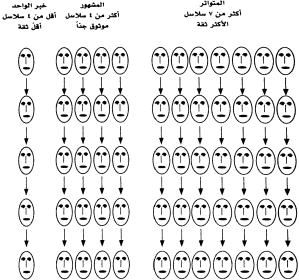 المتواتر
أكثر من ٧ سلاسل
الأكثر ثقة
المشهور
أكثر من ٤ سلاسل
موثوق جداً
خبر الواحد
أقل من ٤ سلاسل
أقل ثقة